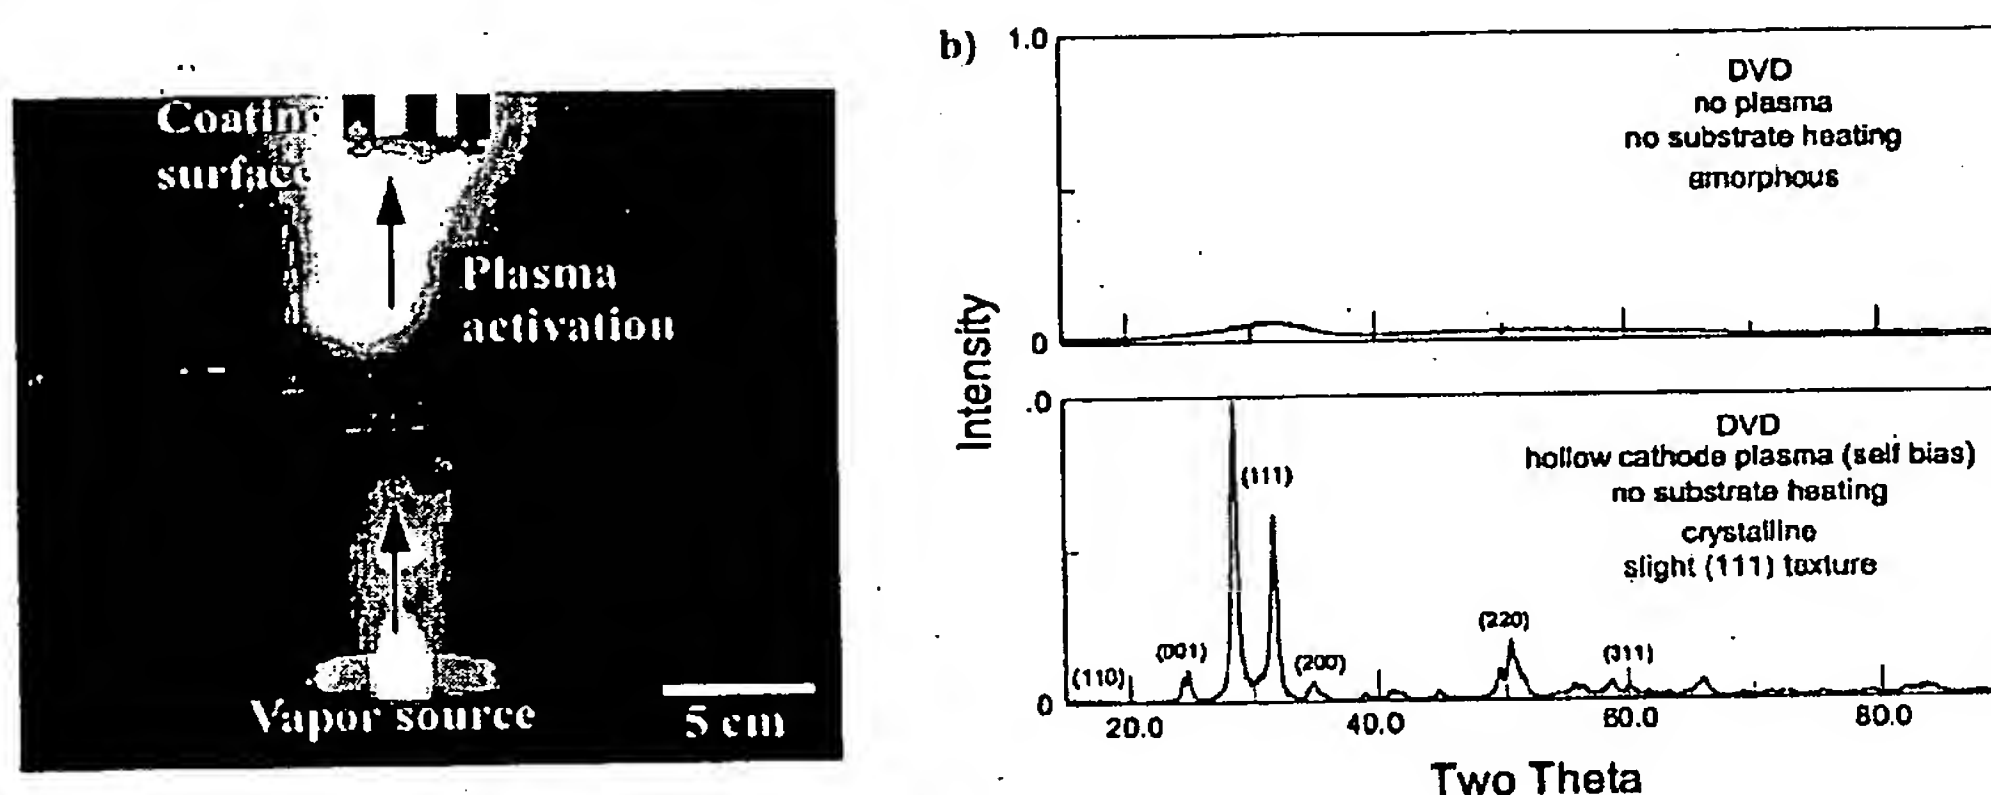 Coating
surface
Plasma
activation
Vapor source
5 cm
b)
1.0
DVD
no plasma
no substrate heating
amorphous
0
Intensity
.0
DVD
hollow cathode plasma (self bias)
no substrate heating
crystalline
slight (111) texture
(110)
(001)
(111)
(200)
(220)
(311)
0
20.0
40.0
60.0
80.0
Two Theta